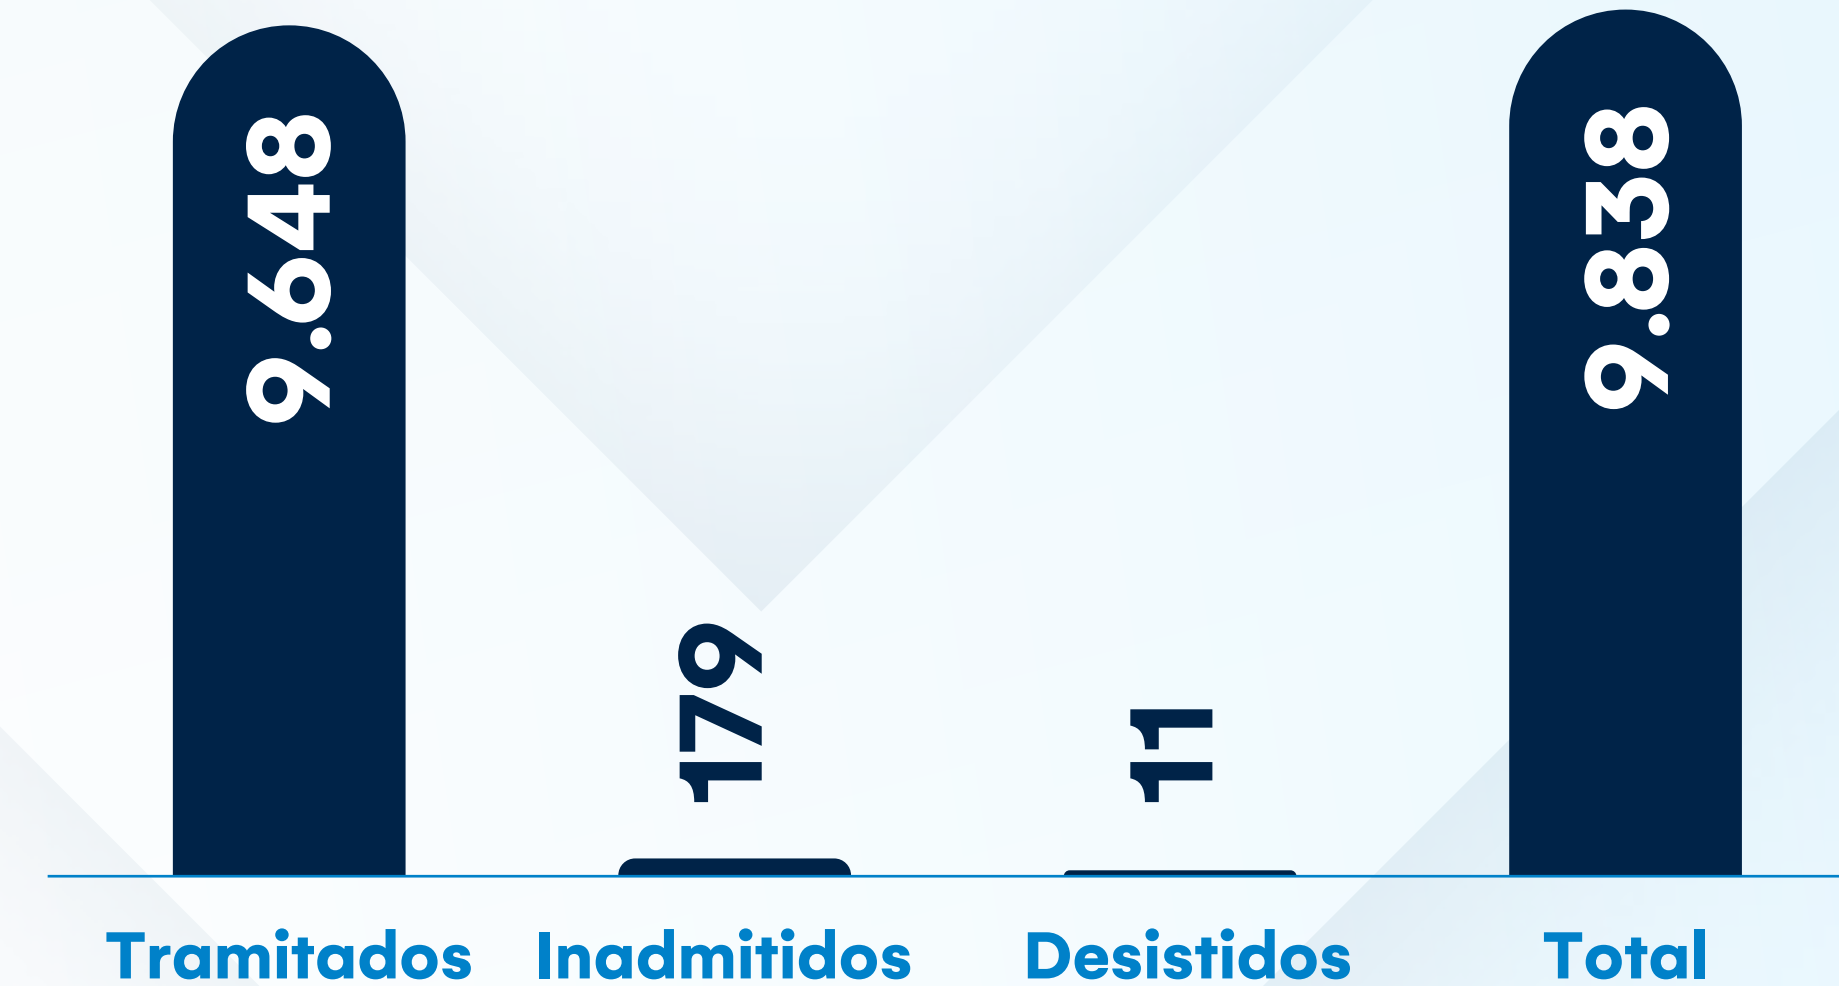 9.648
179
11
9.838
Tramitados
Inadmitidos
Desistidos
Total